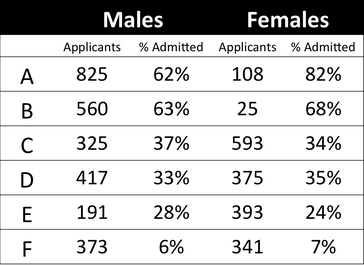 Males Females
Applicants % Admitted Applicants % Admitted
A 825 62% 108 82%
B 560 63% 25 68%
C 325 37% 593 34%
D 417 33% 375 35%
E 191 28% 393 24%
F 373 6% 341 7%